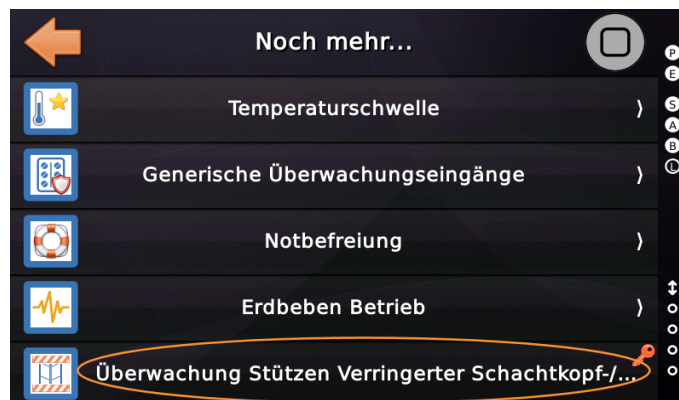 Noch mehr...
Temperaturschwelle
Generische Überwachungseingänge
Notbefreiung
Erdbeben Betrieb
Überwachung Stützen Verringerter Schachtkopf-/...
P
E
S
A
B
L